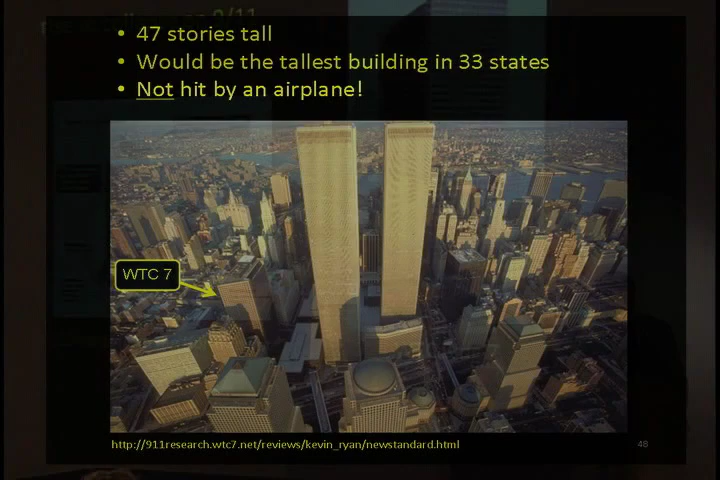 • 47 stories tall
• Would be the tallest building in 33 states
• Not hit by an airplane!
WTC 7
http://911research.wtc7.net/reviews/kevin_ryan/newstandard.html
48